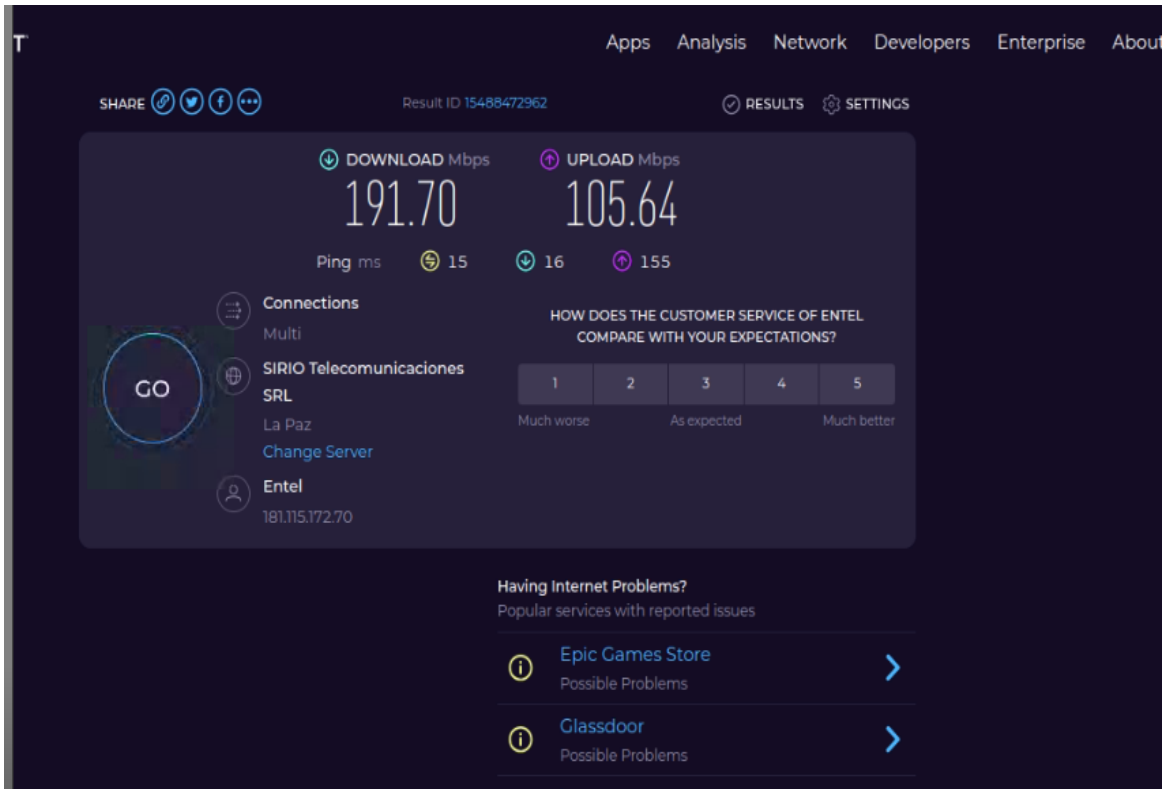 T
Apps Analysis Network Developers Enterprise About
SHARE Result ID 15488472962 RESULTS SETTINGS
DOWNLOAD Mbps UPLOAD Mbps
191.70 105.64
Ping ms 15 16 155
Connections
Multi
HOW DOES THE CUSTOMER SERVICE OF ENTEL
COMPARE WITH YOUR EXPECTATIONS?
GO
SIRIO Telecomunicaciones
SRL
La Paz
Change Server
1 2 3 4 5
Much worse As expected Much better
Entel
181.115.172.70
Having Internet Problems?
Popular services with reported issues
Epic Games Store
Possible Problems
Glassdoor
Possible Problems